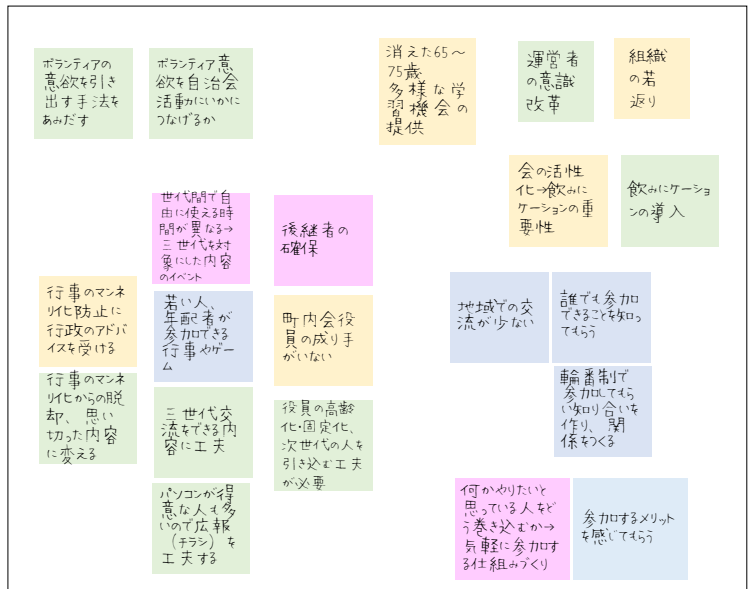 ボランティアの
意欲を引き
出す手法を
あみだす
ボランティア意
欲を自治会
活動にいかに
つなげるか
消えた65～
75歳
多様な学
習機会の
提供
運営者
の意識
改革
組織
の若
返り
会の活性
化→飲みに
ケーションの重
要性
飲みにケーショ
ンの導入
世代間で自
由に使える時
間が異なる→
三世代を対
象にした内容
のイベント
後継者の
確保
行事のマンネ
リ化防止に
行政のアドバ
イスを受ける
若い人、
年配者が
参加できる
行事やゲー
ム
町内会役
員の成り手
がいない
行事のマンネ
リ化からの脱
却、思い
切った内容
に変える
三世代交
流をできる内
容に工夫
役員の高齢
化・固定化、
次世代の人を
引き込む工夫
が必要
パソコンが得
意な人も多
いので広報
（チラシ）を
工夫する
地域での交
流が少ない
誰でも参加
できることを知っ
てもらう
輪番制で
参加してもら
い知り合いを
作り、関
係をつくる
何かやりたいと
思っている人をど
う巻き込むか→
気軽に参加す
る仕組みづくり
参加するメリット
を感じてもらう